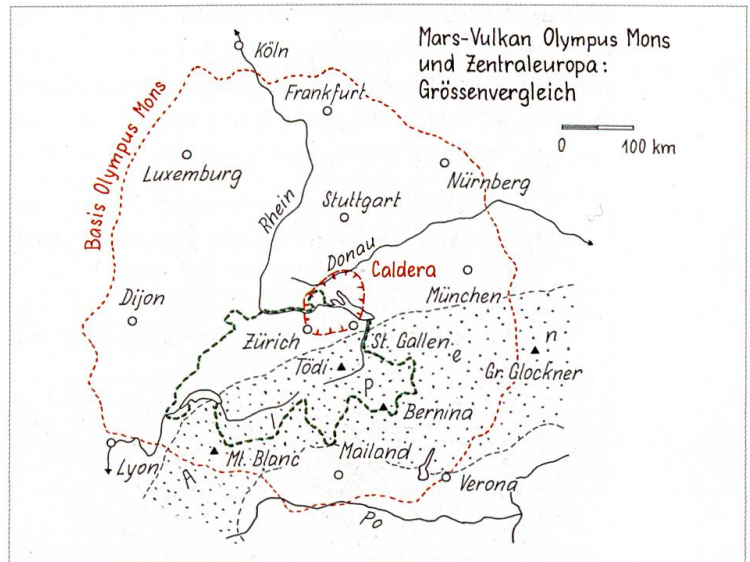 Mars-Vulkan Olympus Mons
und Zentraleuropa:
Grössenvergleich
0 100 km
Basis Olympus Mons
Köln
Frankfurt
Luxemburg
Nürnberg
Rhein
Stuttgart
Donau
Caldera
München
Dijon
Zürich
St. Gallen
Tödi
Gr. Glockner
Bernina
Lyon
Mt. Blanc
Mailand
Verona
Po
A l p e n